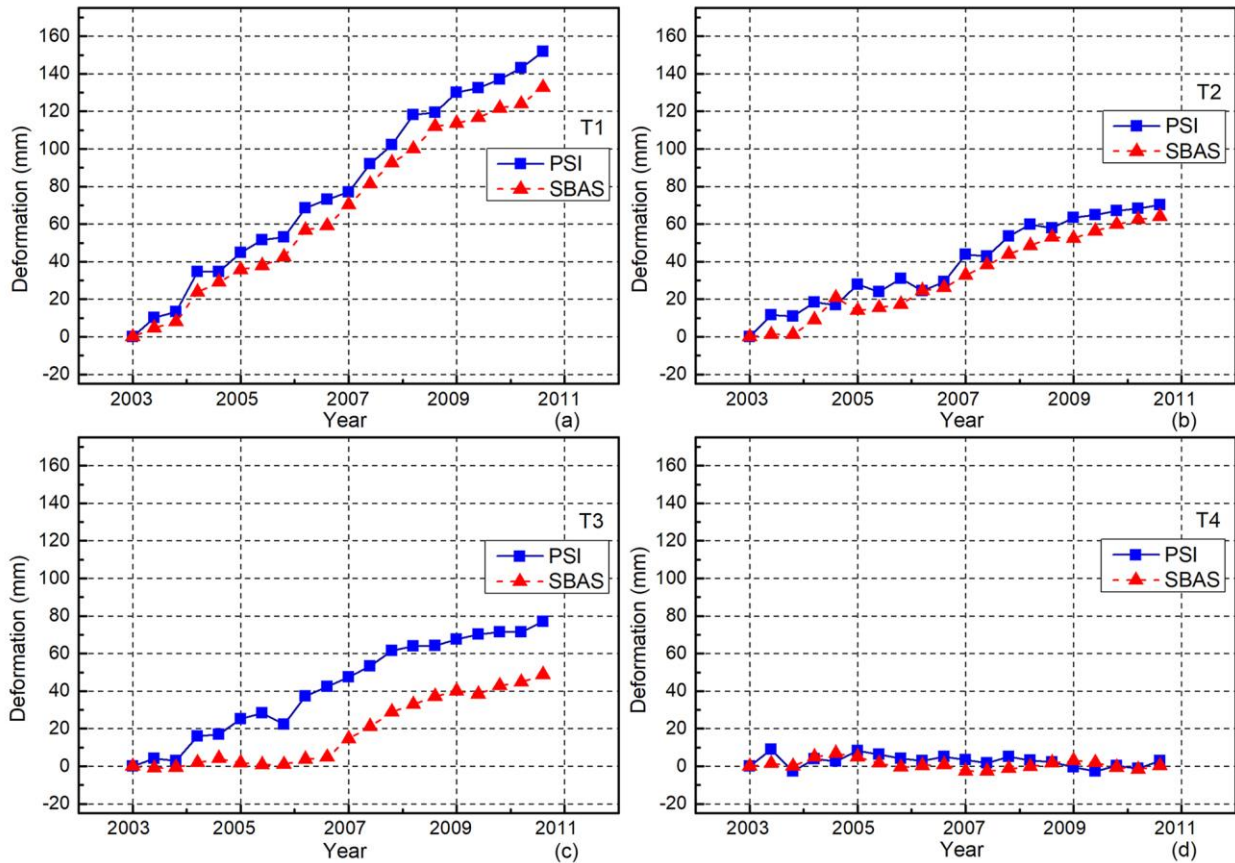 160
140
120
100
80
60
40
20
0
-20
Deformation (mm)
T1
PSI
SBAS
2003 2005 2007 2009 2011
Year (a)
160
140
120
100
80
60
40
20
0
-20
Deformation (mm)
T2
PSI
SBAS
2003 2005 2007 2009 2011
Year (b)
160
140
120
100
80
60
40
20
0
-20
Deformation (mm)
T3
PSI
SBAS
2003 2005 2007 2009 2011
Year (c)
160
140
120
100
80
60
40
20
0
-20
Deformation (mm)
T4
PSI
SBAS
2003 2005 2007 2009 2011
Year (d)